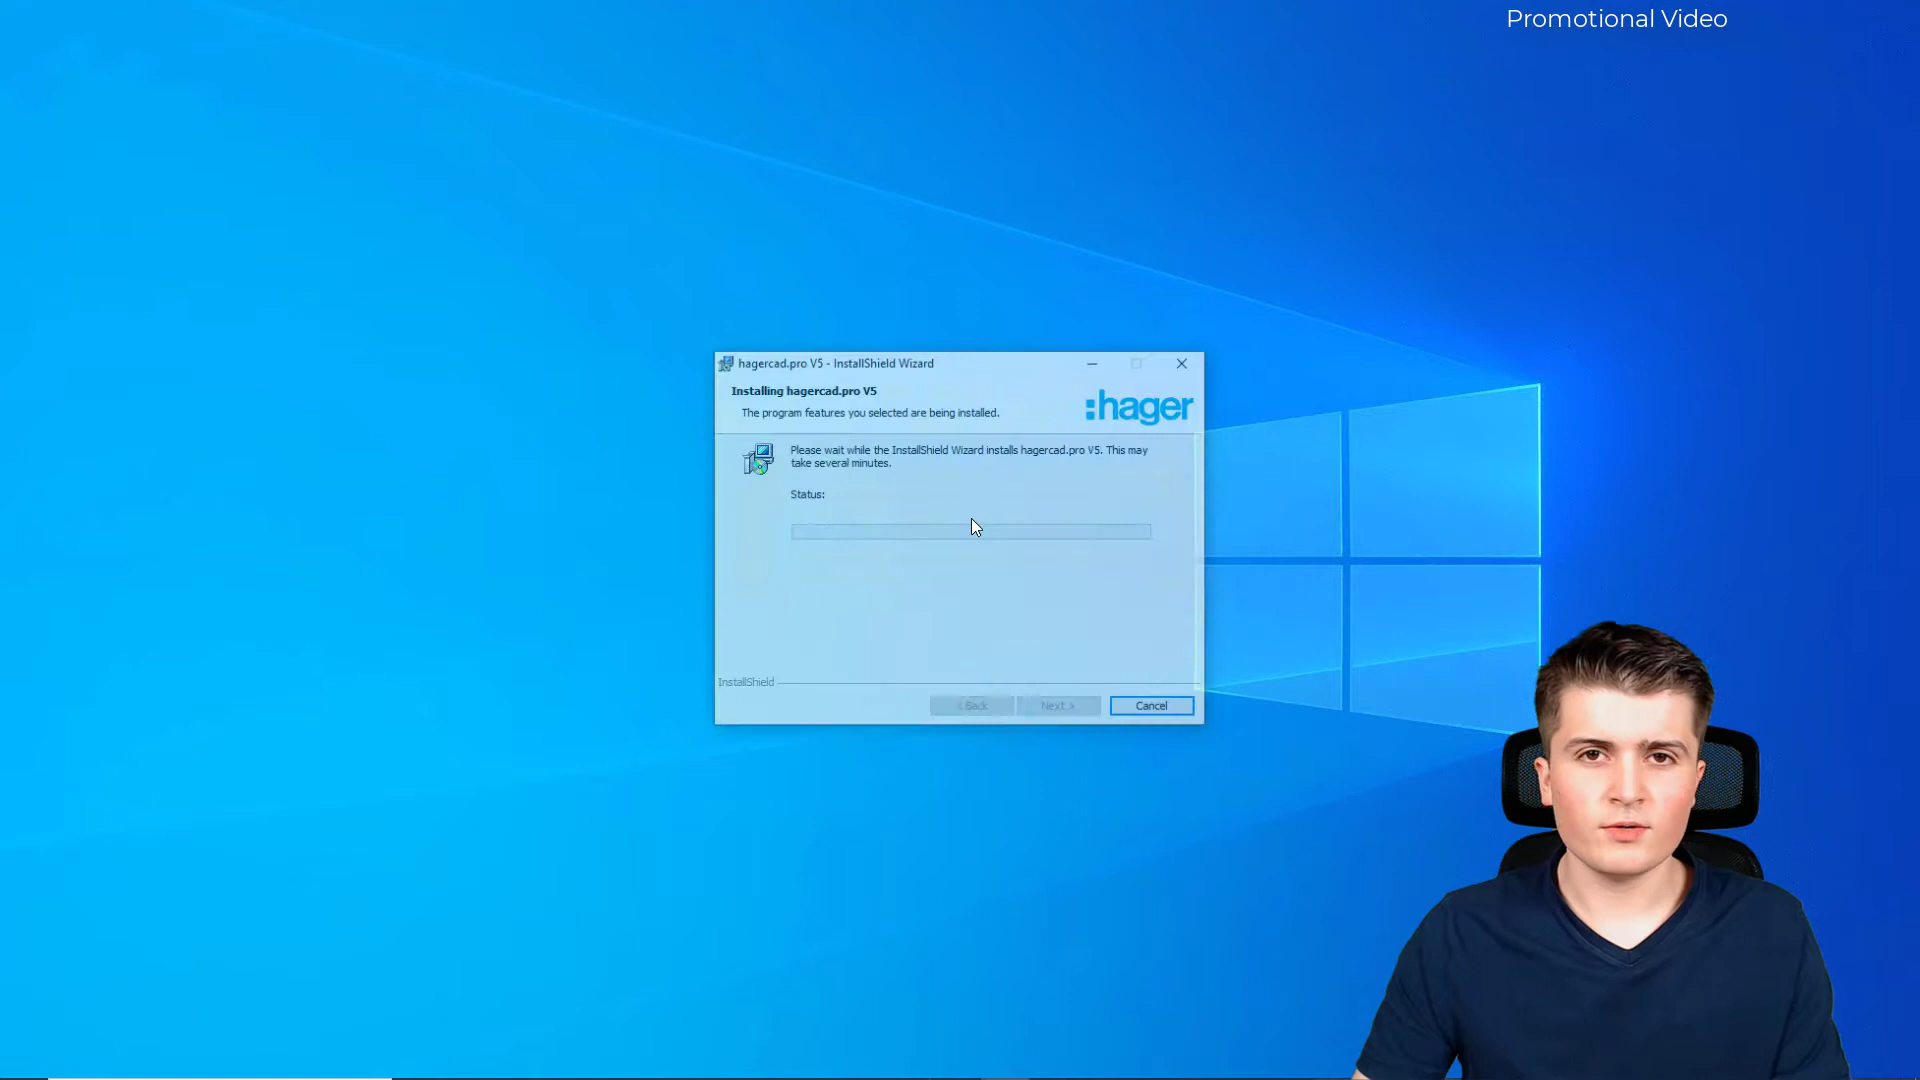 Promotional Video
hagercad.pro V5 - InstallShield Wizard
Installing hagercad.pro V5
The program features you selected are being installed.
:hager
Please wait while the InstallShield Wizard installs hagercad.pro V5. This may
take several minutes.
Status:
InstallShield
< Back
Next >
Cancel